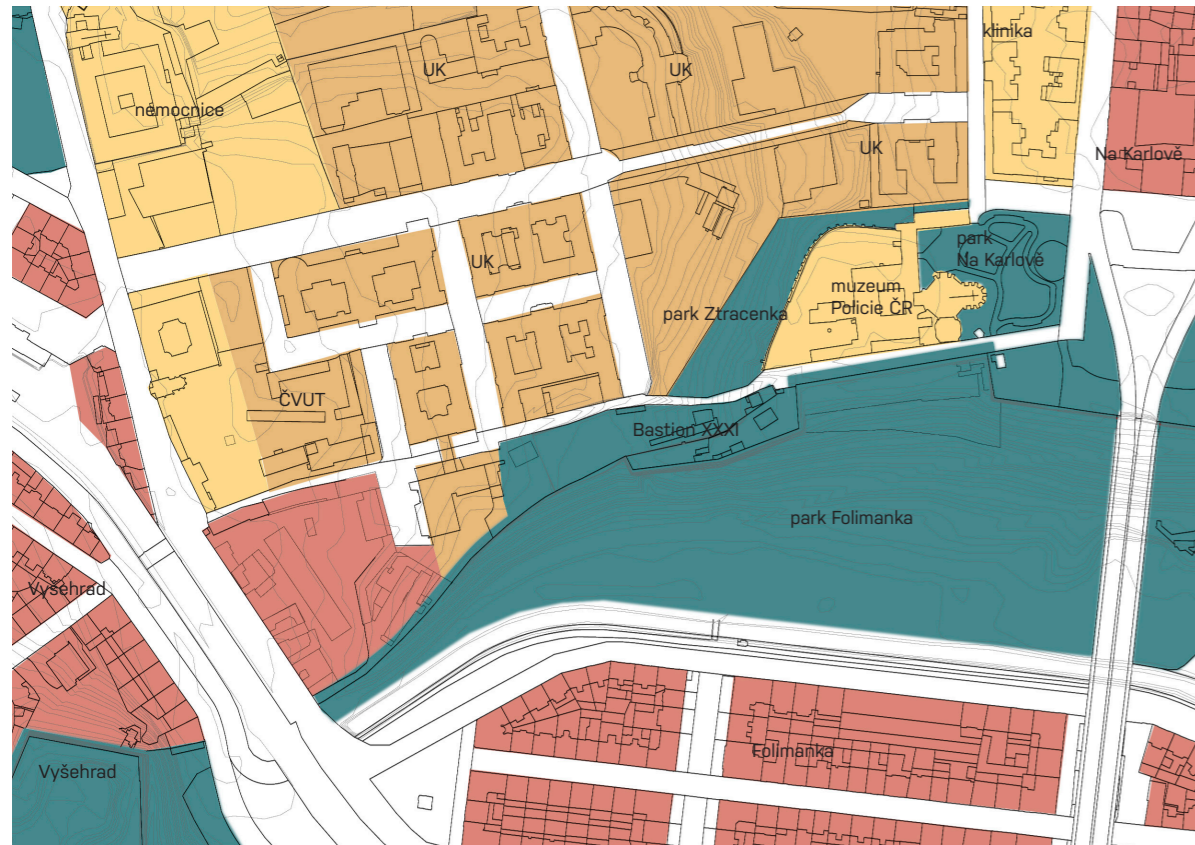 klinika
UK
UK
nemocnice
UK
Na Karlově
park
Na Karlově
UK
muzeum
Policie ČR
park Ztracenka
ČVUT
Bastion XXXI
park Folimanka
Vyšehrad
Folimanka
Vyšehrad